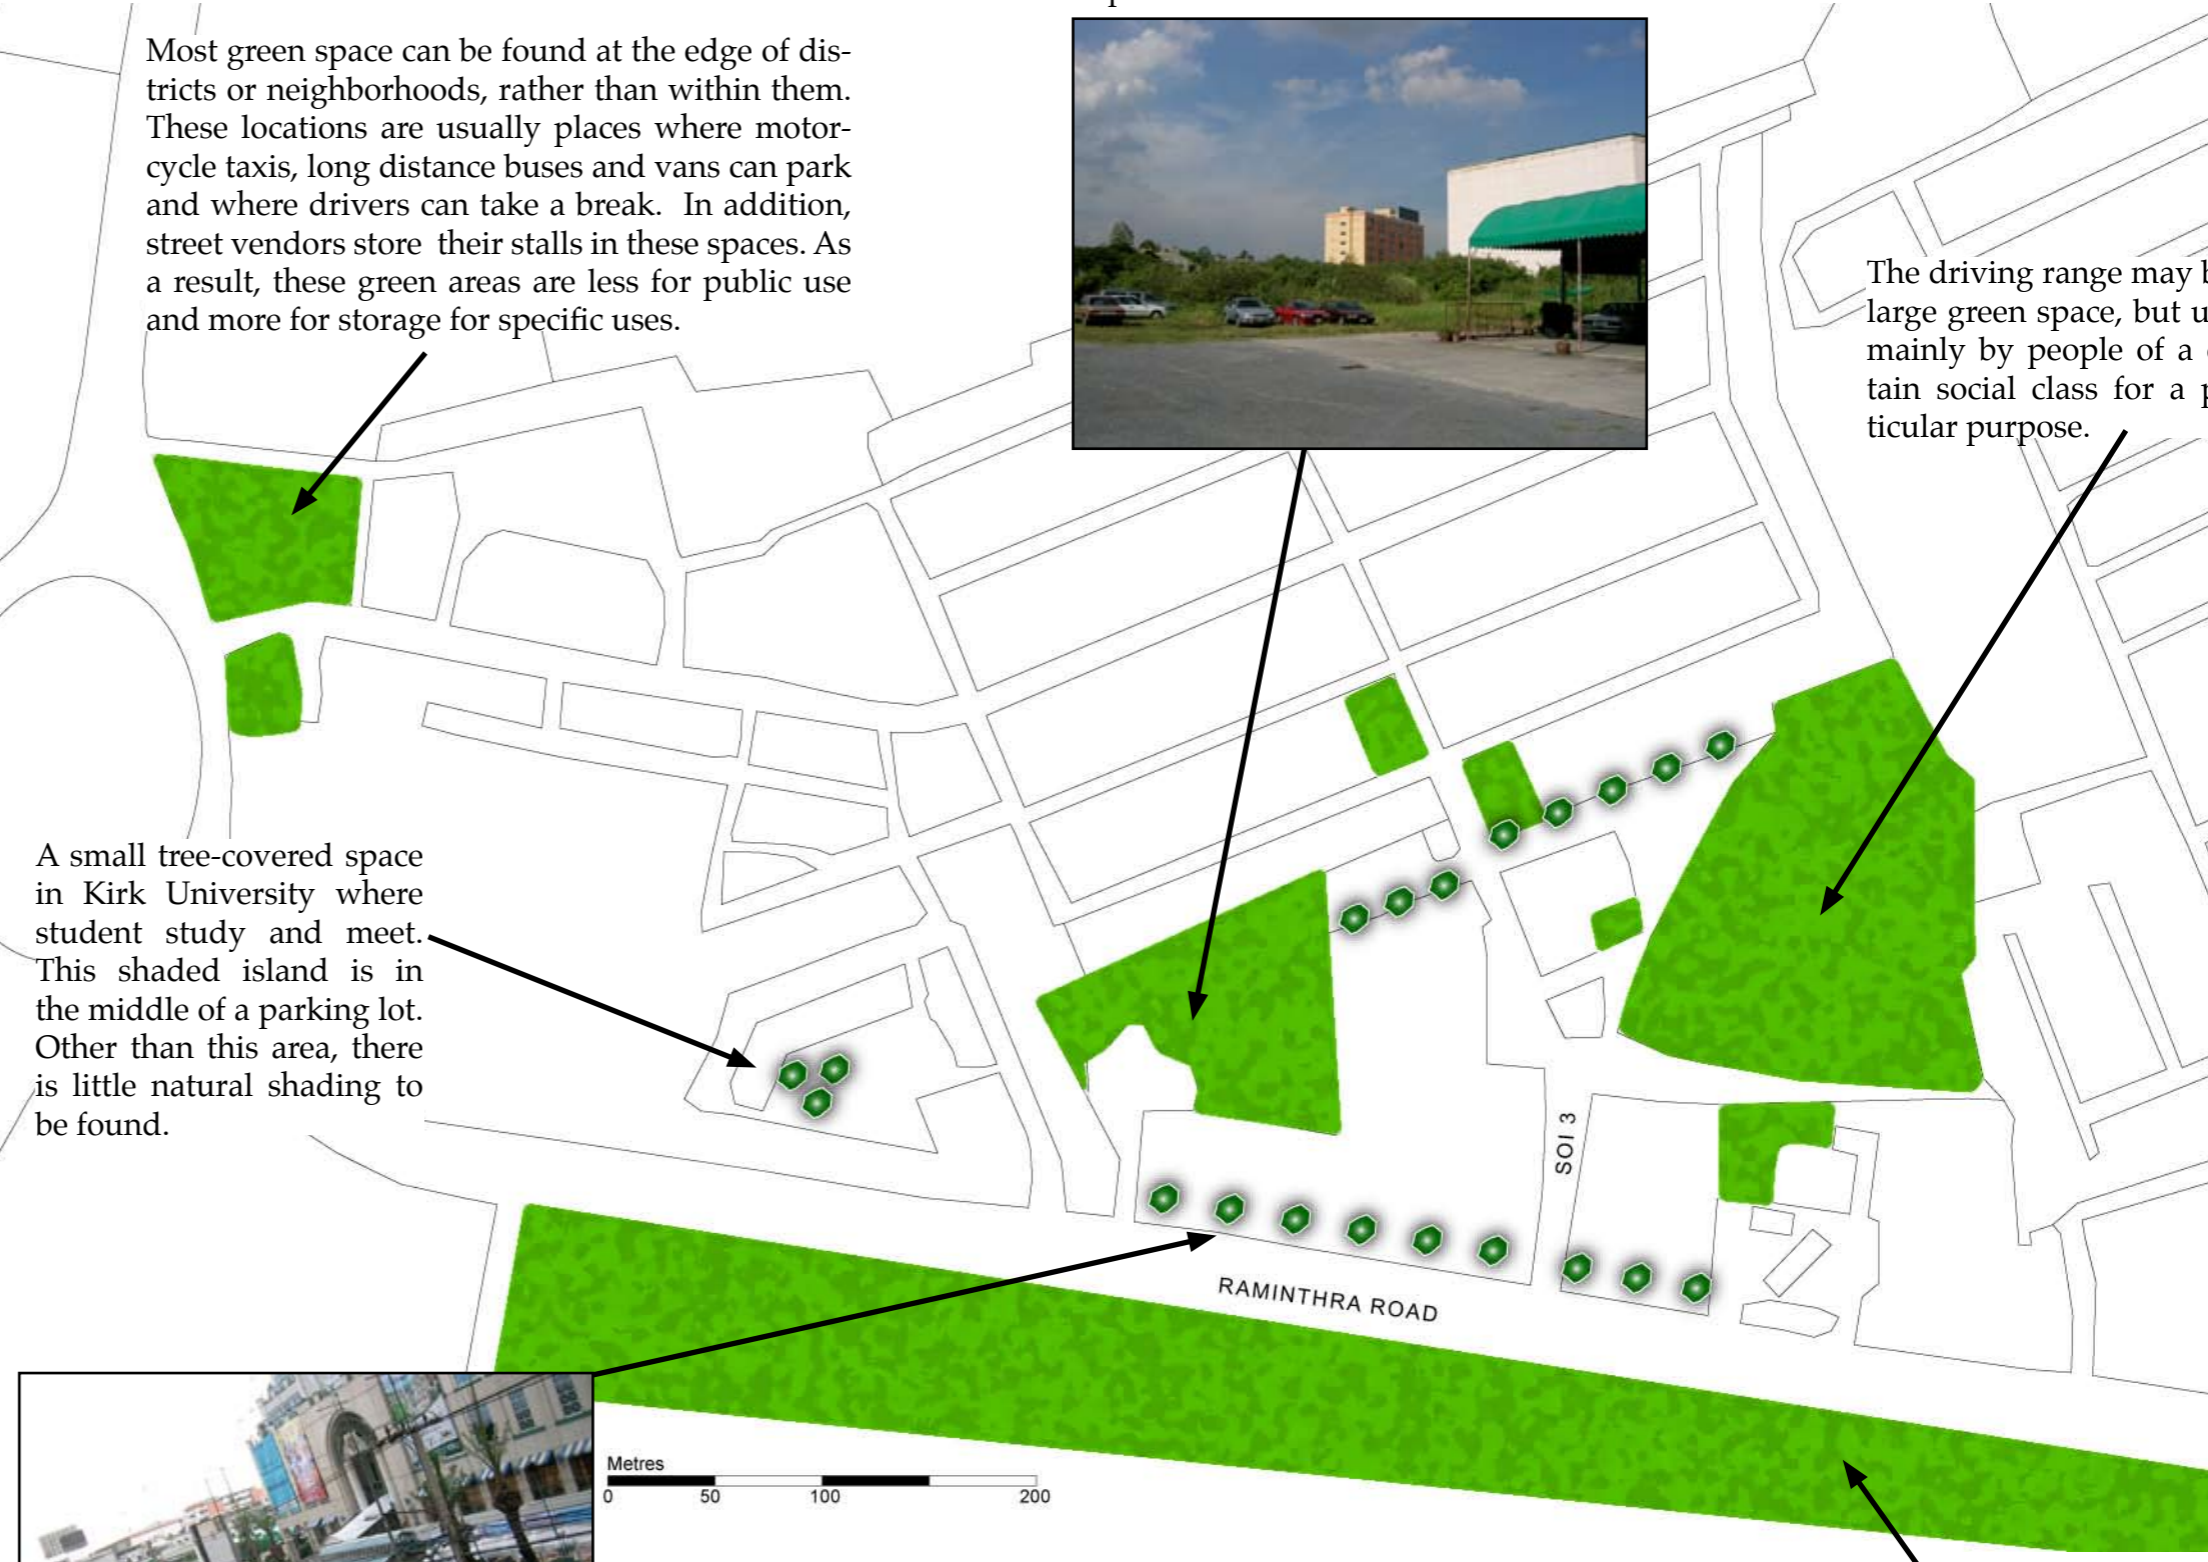 Most green space can be found at the edge of dis-
tricts or neighborhoods, rather than within them.
These locations are usually places where motor-
cycle taxis, long distance buses and vans can park
and where drivers can take a break. In addition,
street vendors store their stalls in these spaces. As
a result, these green areas are less for public use
and more for storage for specific uses.
The driving range may
large green space, but
mainly by people of a
tain social class for a
ticular purpose.
A small tree-covered space
in Kirk University where
student study and meet.
This shaded island is in
the middle of a parking lot.
Other than this area, there
is little natural shading to
be found.
SOI 3
RAMINTHRA ROAD
Metres
0 50 100 200